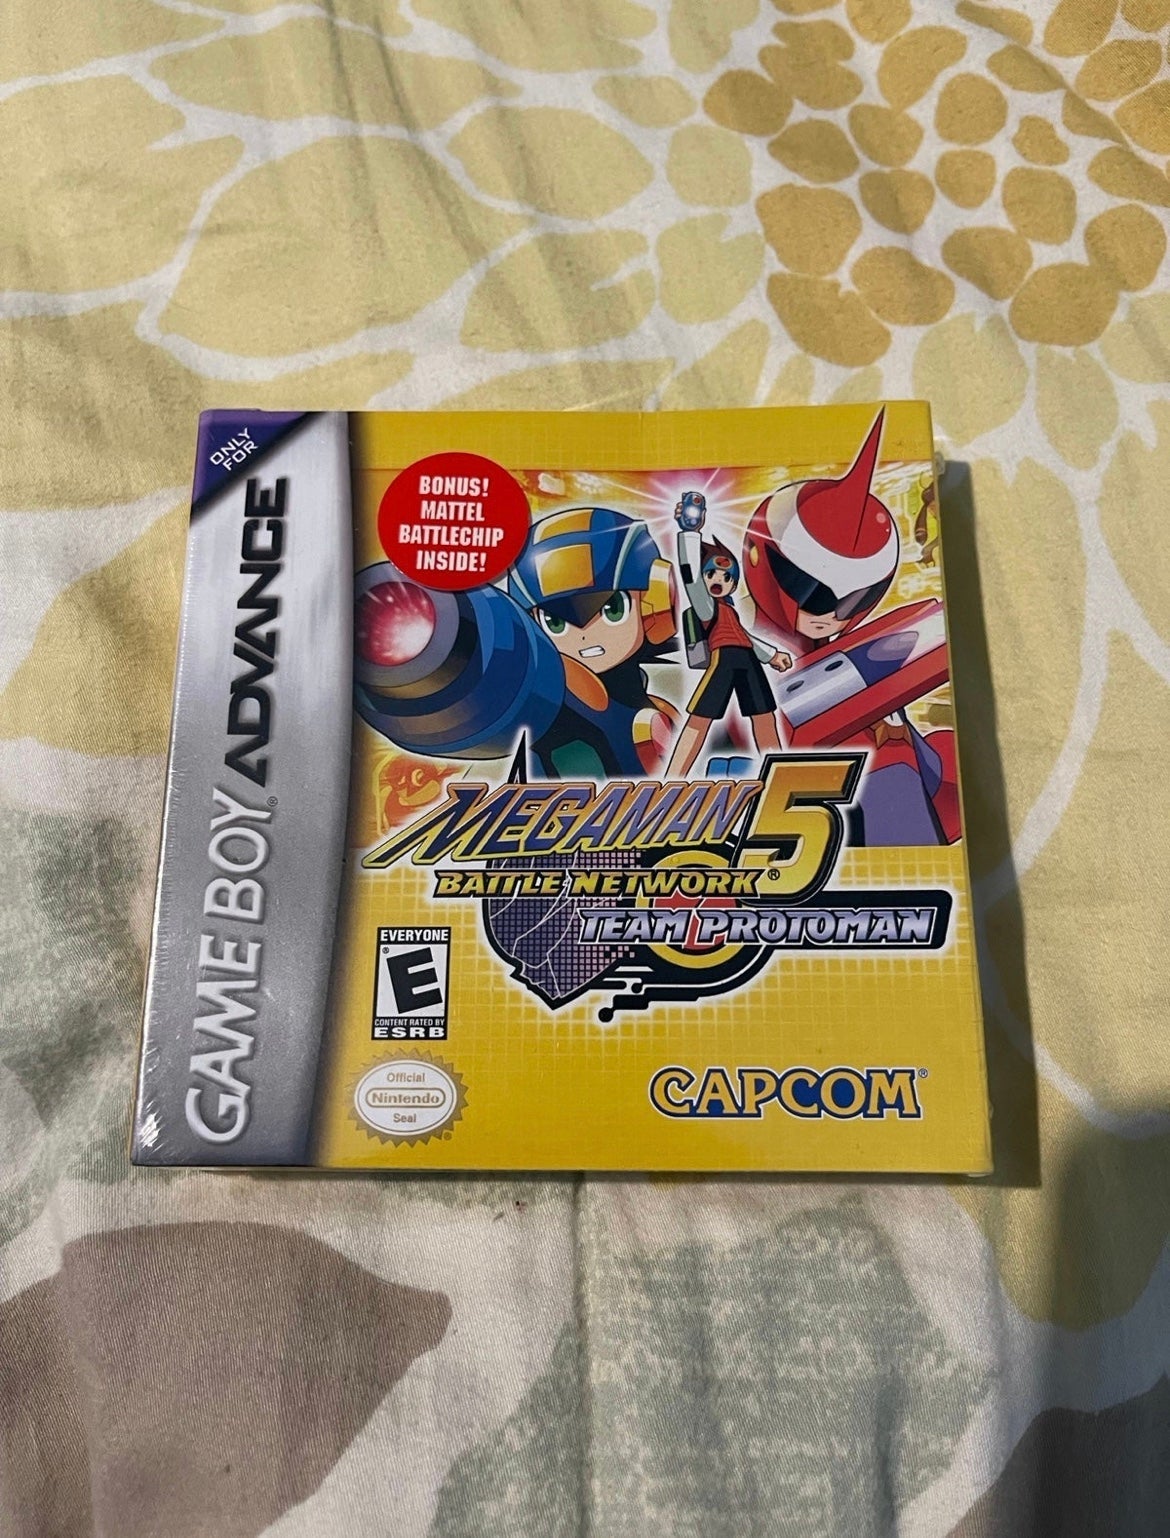 ONLY
FOR
GAME BOY ADVANCE®
BONUS!
MATTEL
BATTLECHIP
INSIDE!
MEGAMAN 5
BATTLE NETWORK®
TEAM PROTOMAN
EVERYONE
E
®
CONTENT RATED BY
ESRB
Official
Nintendo
Seal
®
CAPCOM®